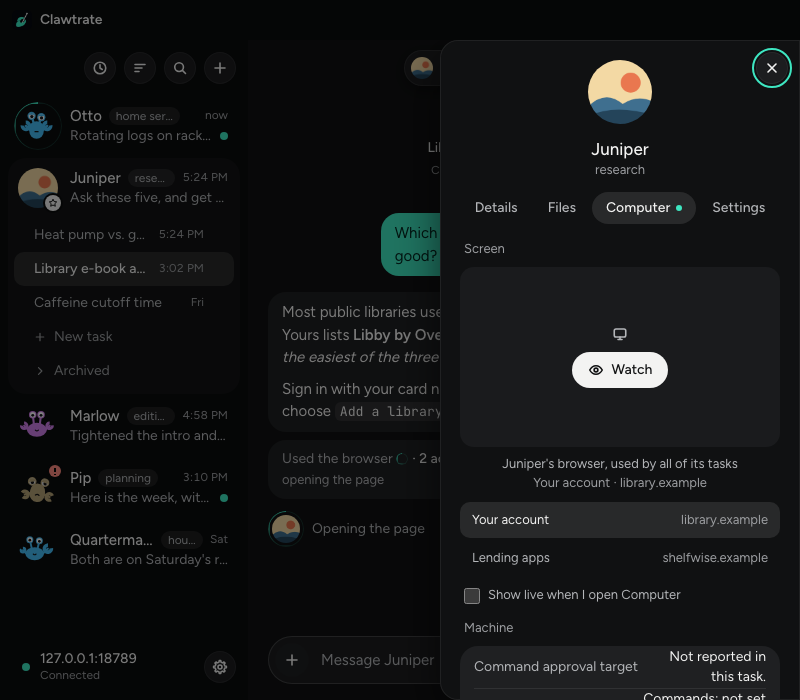 Clawtrate
Otto home ser... now
Rotating logs on rack...
Juniper rese... 5:24 PM
Ask these five, and get ...
Heat pump vs. g... 5:24 PM
Library e-book a... 3:02 PM
Caffeine cutoff time Fri
New task
Archived
Marlow editi... 4:58 PM
Tightened the intro and...
Pip planning 3:10 PM
Here is the week, wit...
Quarterma... hou... Sat
Both are on Saturday's r...
127.0.0.1:18789
Connected
Which
good?
Most public libraries use
Yours lists Libby by Ove
the easiest of the three
Sign in with your card n
choose Add a library
Used the browser · 2 a
opening the page
Opening the page
Message Juniper
Juniper
research
Details Files Computer Settings
Screen
Watch
Juniper's browser, used by all of its tasks
Your account · library.example
Your account library.example
Lending apps shelfwise.example
Show live when I open Computer
Machine
Command approval target Not reported in
this task.
Commands: not set